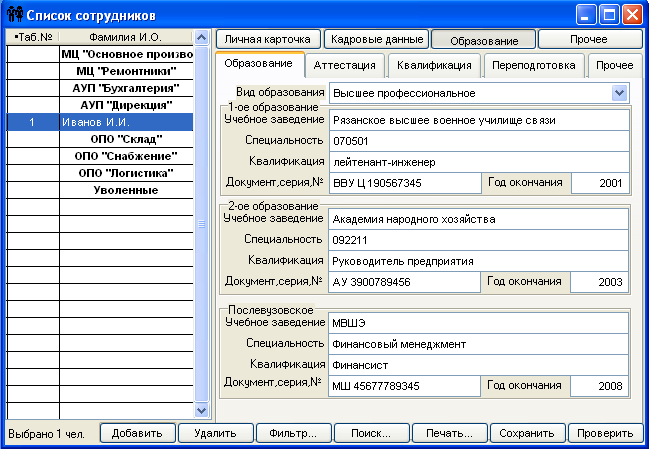 Список сотрудников
•Таб.№ Фамилия И.О.
МЦ "Основное произво
МЦ "Ремонтники"
АУП "Бухгалтерия"
АУП "Дирекция"
1 Иванов И.И.
ОПО "Склад"
ОПО "Снабжение"
ОПО "Логистика"
Уволенные
Личная карточка Кадровые данные Образование Прочее
Образование Аттестация Квалификация Переподготовка Прочее
Вид образования Высшее профессиональное
1-ое образование
Учебное заведение Рязанское высшее военное училище связи
Специальность 070501
Квалификация лейтенант-инженер
Документ,серия,№ ВВУ Ц 190567345 Год окончания 2001
2-ое образование
Учебное заведение Академия народного хозяйства
Специальность 092211
Квалификация Руководитель предприятия
Документ,серия,№ АУ 3900789456 Год окончания 2003
Послевузовское
Учебное заведение МВШЭ
Специальность Финансовый менеджмент
Квалификация Финансист
Документ,серия,№ МШ 45677789345 Год окончания 2008
Выбрано 1 чел. Добавить Удалить Фильтр... Поиск... Печать... Сохранить Проверить